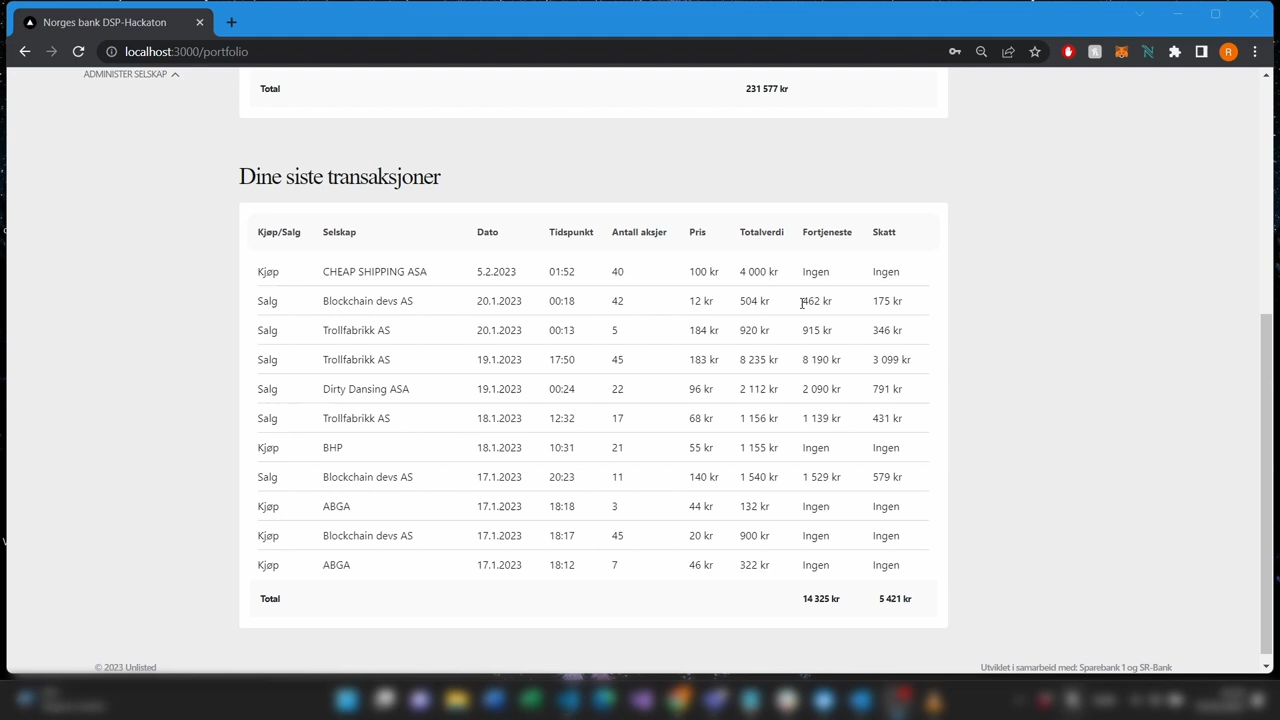 Norges bank DSP-Hackaton
localhost:3000/portfolio
ADMINISTER SELSKAP
Total 231 577 kr
Dine siste transaksjoner
Kjøp/Salg Selskap Dato Tidspunkt Antall aksjer Pris Totalverdi Fortjeneste Skatt
Kjøp CHEAP SHIPPING ASA 5.2.2023 01:52 40 100 kr 4 000 kr Ingen Ingen
Salg Blockchain devs AS 20.1.2023 00:18 42 12 kr 504 kr 462 kr 175 kr
Salg Trollfabrikk AS 20.1.2023 00:13 5 184 kr 920 kr 915 kr 346 kr
Salg Trollfabrikk AS 19.1.2023 17:50 45 183 kr 8 235 kr 8 190 kr 3 099 kr
Salg Dirty Dansing ASA 19.1.2023 00:24 22 96 kr 2 112 kr 2 090 kr 791 kr
Salg Trollfabrikk AS 18.1.2023 12:32 17 68 kr 1 156 kr 1 139 kr 431 kr
Kjøp BHP 18.1.2023 10:31 21 55 kr 1 155 kr Ingen Ingen
Salg Blockchain devs AS 17.1.2023 20:23 11 140 kr 1 540 kr 1 529 kr 579 kr
Kjøp ABGA 17.1.2023 18:18 3 44 kr 132 kr Ingen Ingen
Kjøp Blockchain devs AS 17.1.2023 18:17 45 20 kr 900 kr Ingen Ingen
Kjøp ABGA 17.1.2023 18:12 7 46 kr 322 kr Ingen Ingen
Total 14 325 kr 5 421 kr
© 2023 Unlisted Utviklet i samarbeid med: Sparebank 1 og SR-Bank